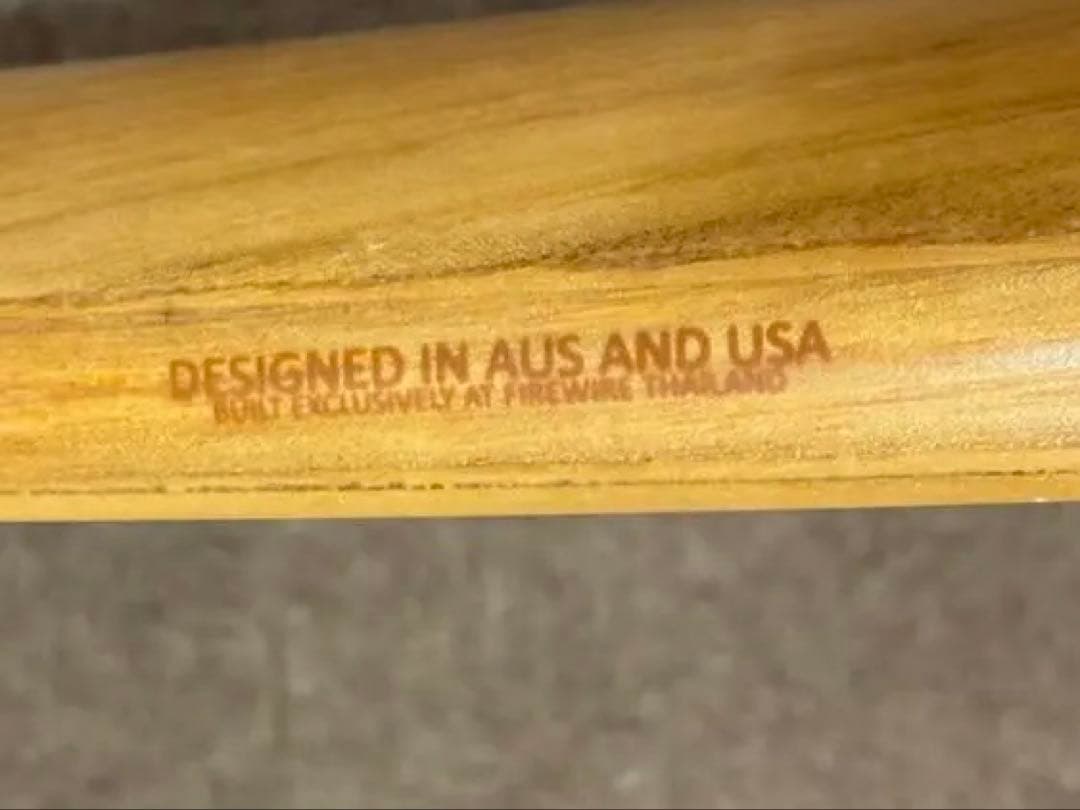 DESIGNED IN AUS AND USA
BUILT EXCLUSIVELY AT FIREWIRE THAILAND